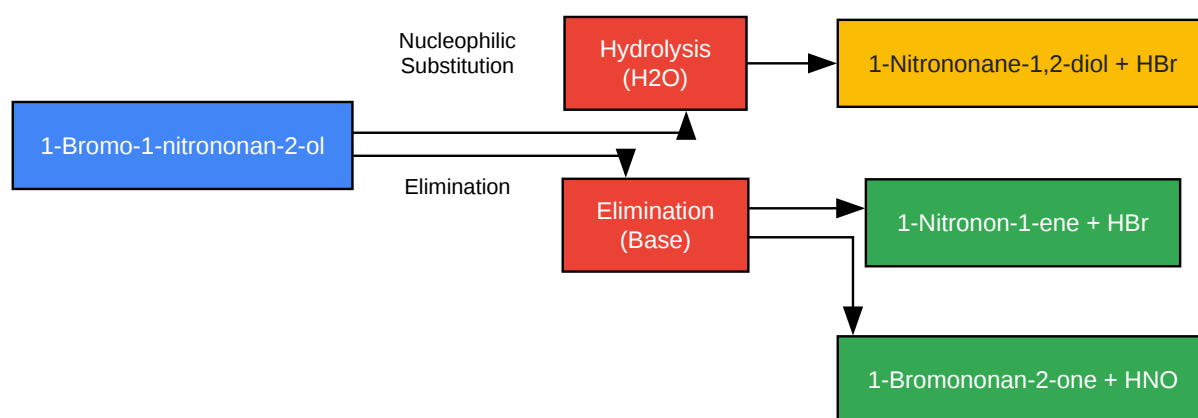 Nucleophilic
Substitution
Hydrolysis
(H2O)
1-Nitrononane-1,2-diol + HBr
1-Bromo-1-nitrononan-2-ol
Elimination
Elimination
(Base)
1-Nitronon-1-ene + HBr
1-Bromononan-2-one + HNO